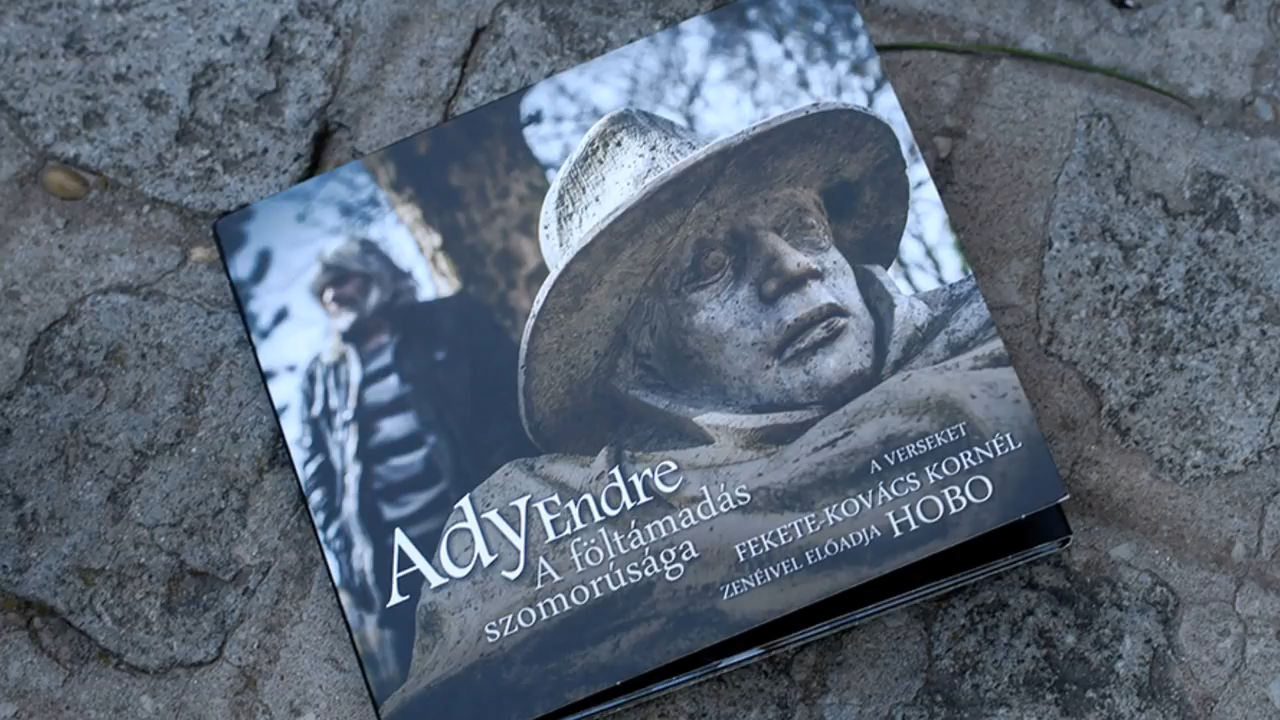 Ady Endre
A föltámadás
szomorúsága
A VERSEKET
FEKETE-KOVÁCS KORNÉL
ZENÉIVEL ELŐADJA HOBO